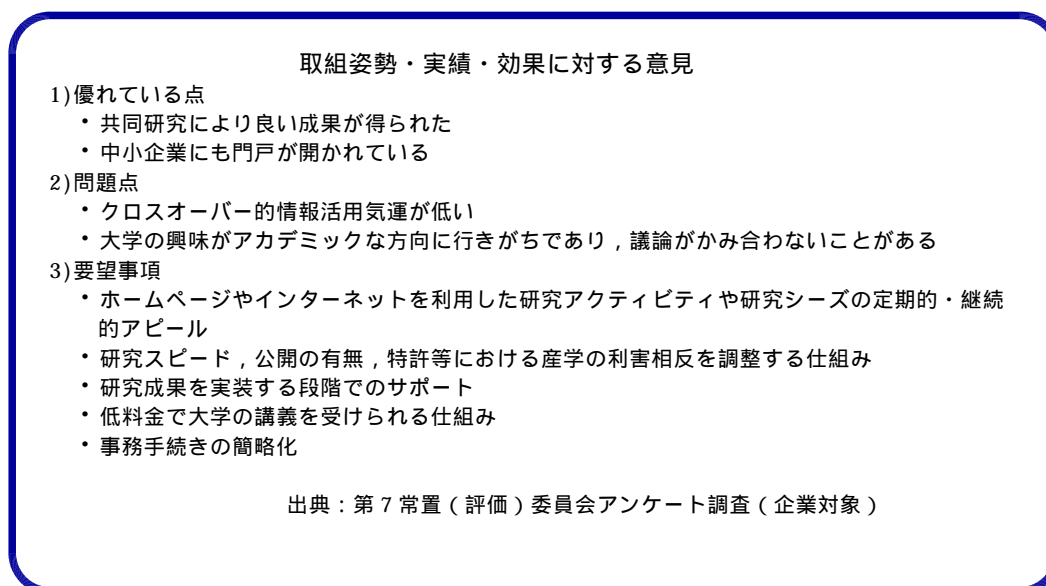 取組姿勢・実績・効果に対する意見
1)優れている点
・共同研究により良い成果が得られた
・中小企業にも門戸が開かれている
2)問題点
・クロスオーバー的情報活用気運が低い
・大学の興味がアカデミックな方向に行きがちであり，議論がかみ合わないことがある
3)要望事項
・ホームページやインターネットを利用した研究アクティビティや研究シーズの定期的・継続
的アピール
・研究スピード，公開の有無，特許等における産学の利害相反を調整する仕組み
・研究成果を実装する段階でのサポート
・低料金で大学の講義を受けられる仕組み
・事務手続きの簡略化
出典：第７常置（評価）委員会アンケート調査（企業対象）